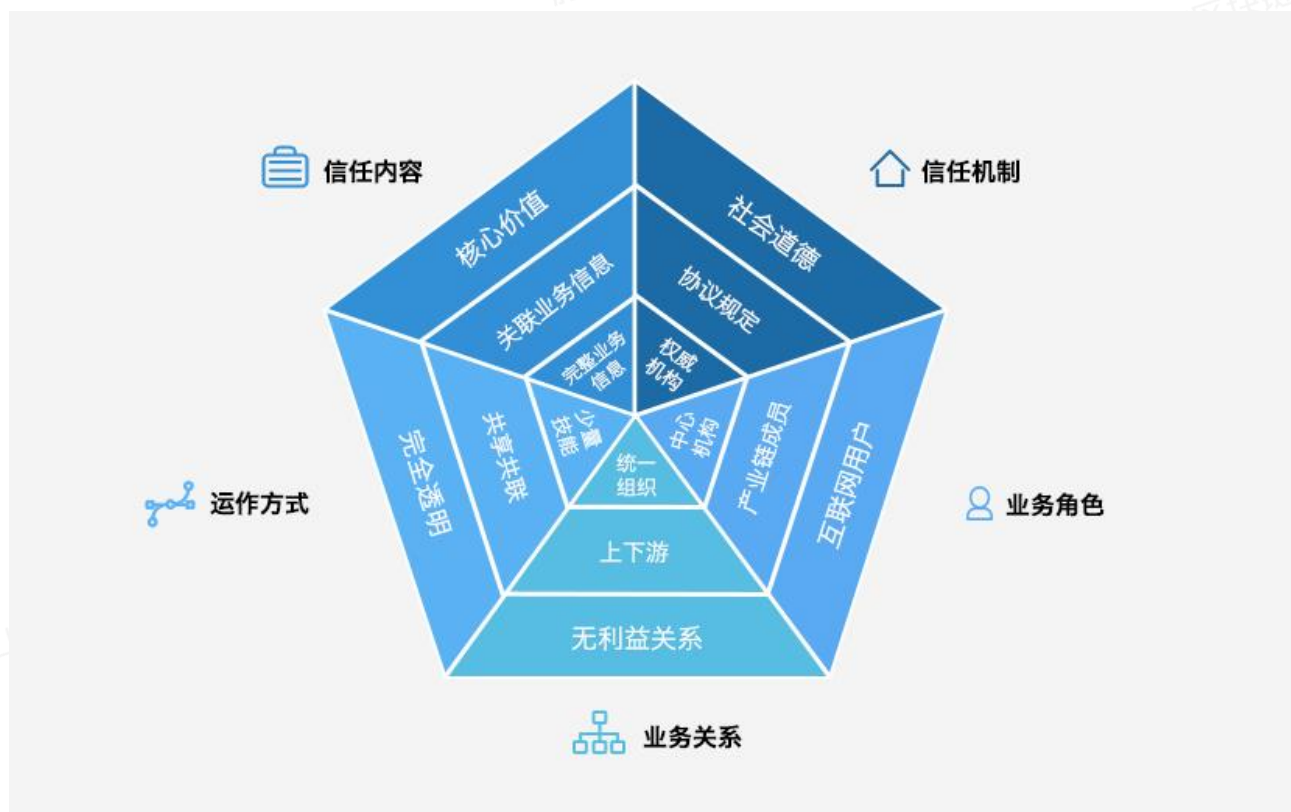 信任内容
信任机制
核心价值
社会道德
关联业务信息
协议规定
完整业务
信息
权威
机构
完全透明
共享共联
少量
技能
统一
组织
中心
机构
产业链成员
互联网用户
运作方式
业务角色
上下游
无利益关系
业务关系